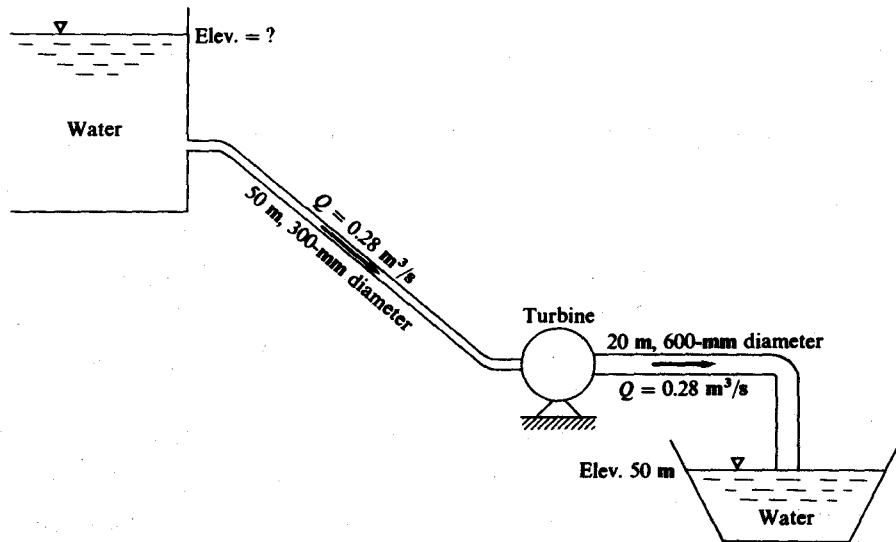 Elev. = ?
Water
Q = 0.28 m³/s
50 m, 300-mm diameter
Turbine
20 m, 600-mm diameter
Q = 0.28 m³/s
Elev. 50 m
Water